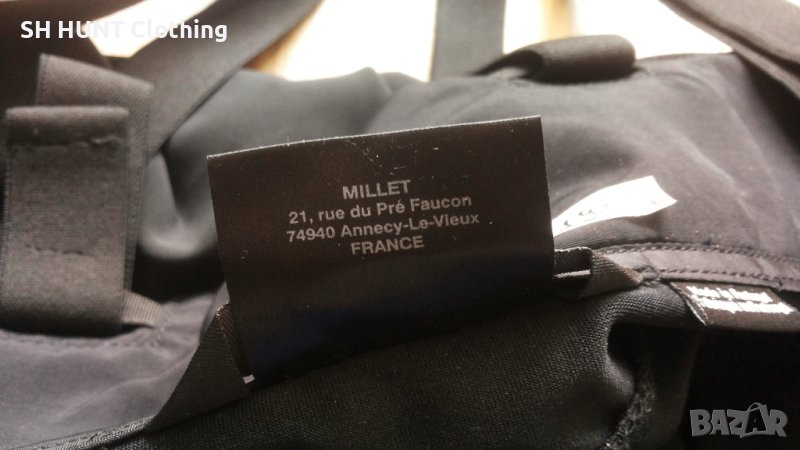 SH HUNT Clothing
MILLET
21, rue du Pré Faucon
74940 Annecy-Le-Vieux
FRANCE
BAZAR